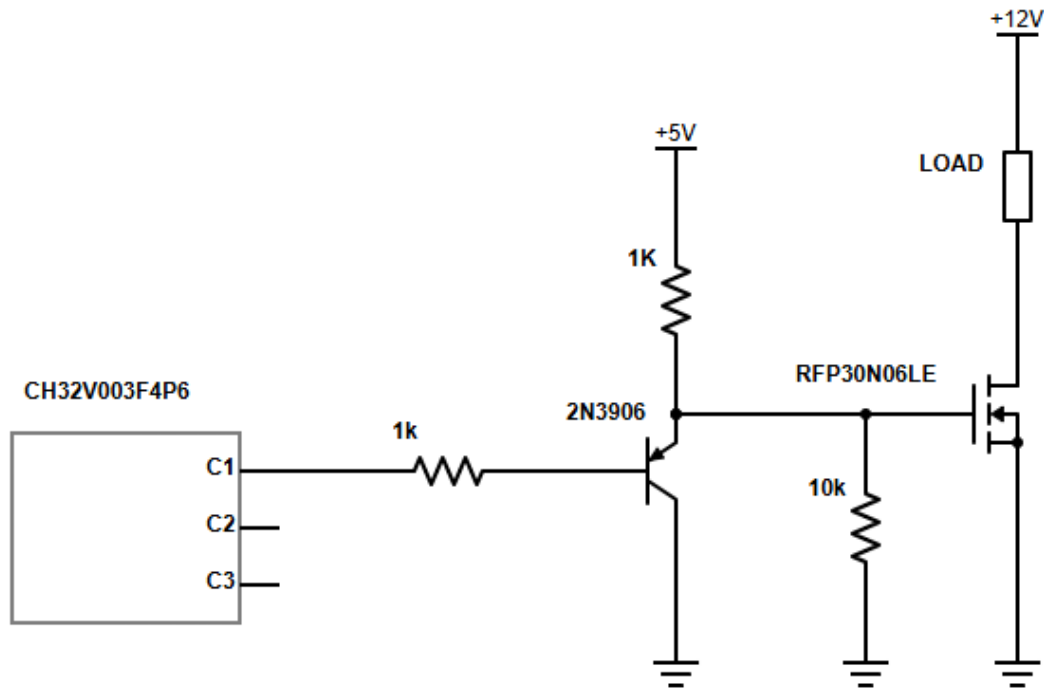 +12V
+5V
LOAD
1K
RFP30N06LE
CH32V003F4P6
2N3906
1k
C1
10k
C2
C3